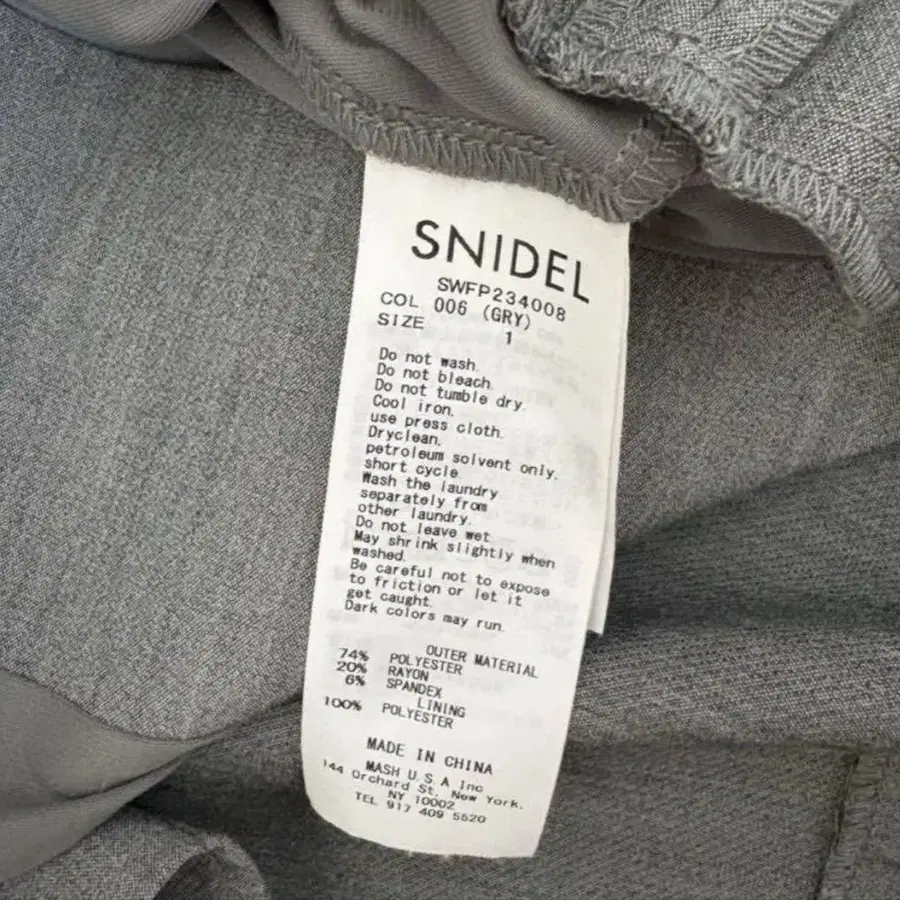 SNIDEL
SWFP234008
COL 006 (GRY)
SIZE 1
Do not wash.
Do not bleach.
Do not tumble dry.
Cool iron.
use press cloth.
Dryclean.
petroleum solvent only.
short cycle.
Wash the laundry
separately from
other laundry.
Do not leave wet.
May shrink slightly when
washed.
Be careful not to expose
to friction or let it
get caught.
Dark colors may run.
OUTER MATERIAL
74% POLYESTER
20% RAYON
6% SPANDEX
LINING
100% POLYESTER
MADE IN CHINA
MASH U.S.A Inc
144 Orchard St. New York.
NY 10002
TEL 917 409 5520